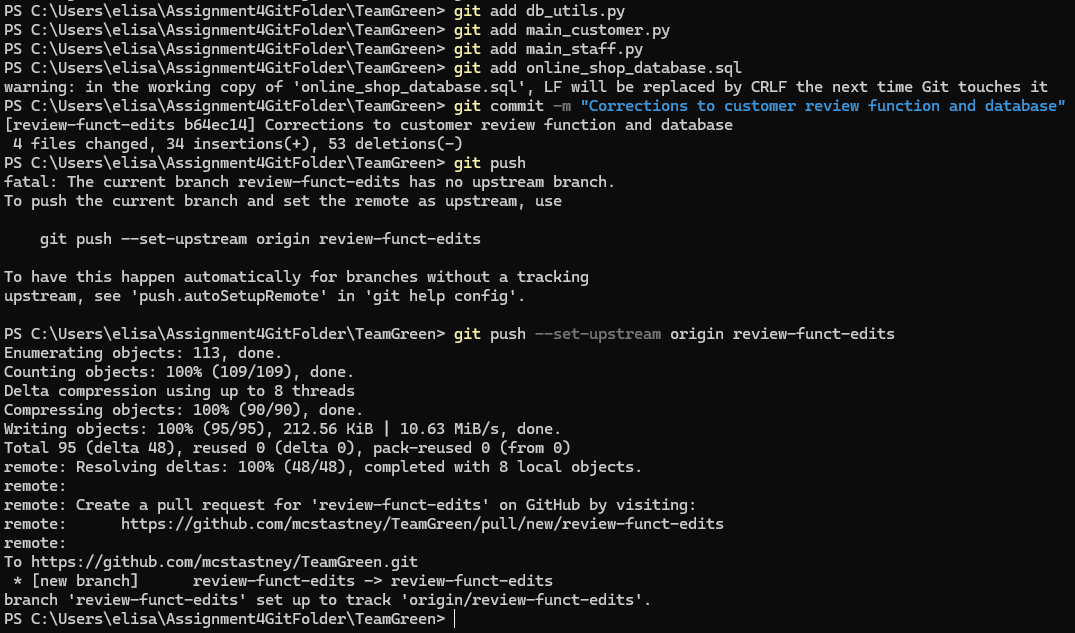 PS C:\Users\elisa\Assignment4GitFolder\TeamGreen> git add db_utils.py
PS C:\Users\elisa\Assignment4GitFolder\TeamGreen> git add main_customer.py
PS C:\Users\elisa\Assignment4GitFolder\TeamGreen> git add main_staff.py
PS C:\Users\elisa\Assignment4GitFolder\TeamGreen> git add online_shop_database.sql
warning: in the working copy of 'online_shop_database.sql', LF will be replaced by CRLF the next time Git touches it
PS C:\Users\elisa\Assignment4GitFolder\TeamGreen> git commit -m "Corrections to customer review function and database"
[review-funct-edits b64ec14] Corrections to customer review function and database
 4 files changed, 34 insertions(+), 53 deletions(-)
PS C:\Users\elisa\Assignment4GitFolder\TeamGreen> git push
fatal: The current branch review-funct-edits has no upstream branch.
To push the current branch and set the remote as upstream, use

    git push --set-upstream origin review-funct-edits

To have this happen automatically for branches without a tracking
upstream, see 'push.autoSetupRemote' in 'git help config'.

PS C:\Users\elisa\Assignment4GitFolder\TeamGreen> git push --set-upstream origin review-funct-edits
Enumerating objects: 113, done.
Counting objects: 100% (109/109), done.
Delta compression using up to 8 threads
Compressing objects: 100% (90/90), done.
Writing objects: 100% (95/95), 212.56 KiB | 10.63 MiB/s, done.
Total 95 (delta 48), reused 0 (delta 0), pack-reused 0 (from 0)
remote: Resolving deltas: 100% (48/48), completed with 8 local objects.
remote:
remote: Create a pull request for 'review-funct-edits' on GitHub by visiting:
remote:      https://github.com/mcstastney/TeamGreen/pull/new/review-funct-edits
remote:
To https://github.com/mcstastney/TeamGreen.git
 * [new branch]      review-funct-edits -> review-funct-edits
branch 'review-funct-edits' set up to track 'origin/review-funct-edits'.
PS C:\Users\elisa\Assignment4GitFolder\TeamGreen>